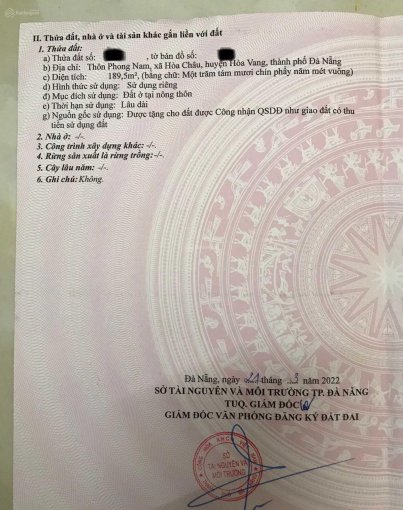 II. Thửa đất, nhà ở và tài sản khác gắn liền với đất
1. Thửa đất:
a) Thửa đất số: , tờ bản đồ số:
b) Địa chỉ: Thôn Phong Nam, xã Hòa Châu, huyện Hòa Vang, thành phố Đà Nẵng
c) Diện tích: 189,5m², (bằng chữ: Một trăm tám mươi chín phẩy năm mét vuông)
d) Hình thức sử dụng: Sử dụng riêng
đ) Mục đích sử dụng: Đất ở tại nông thôn
e) Thời hạn sử dụng: Lâu dài
g) Nguồn gốc sử dụng: Được tặng cho đất được Công nhận QSDĐ như giao đất có thu
tiền sử dụng đất
2. Nhà ở: -/-.
3. Công trình xây dựng khác: -/-.
4. Rừng sản xuất là rừng trồng: -/-.
5. Cây lâu năm: -/-.
6. Ghi chú: Không.
Đà Nẵng, ngày tháng 3 năm 2022
SỞ TÀI NGUYÊN VÀ MÔI TRƯỜNG TP. ĐÀ NẴNG
TUQ. GIÁM ĐỐC
GIÁM ĐỐC VĂN PHÒNG ĐĂNG KÝ ĐẤT ĐAI
SỞ
TÀI NGUYÊN VÀ
MÔI TRƯỜNG